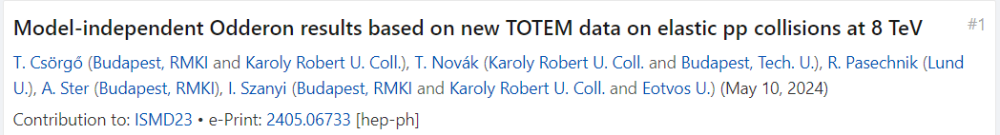 Model-independent Odderon results based on new TOTEM data on elastic pp collisions at 8 TeV #1
T. Csörgő (Budapest, RMKI and Karoly Robert U. Coll.), T. Novák (Karoly Robert U. Coll. and Budapest, Tech. U.), R. Pasechnik (Lund
U.), A. Ster (Budapest, RMKI), I. Szanyi (Budapest, RMKI and Karoly Robert U. Coll. and Eotvos U.) (May 10, 2024)
Contribution to: ISMD23 • e-Print: 2405.06733 [hep-ph]